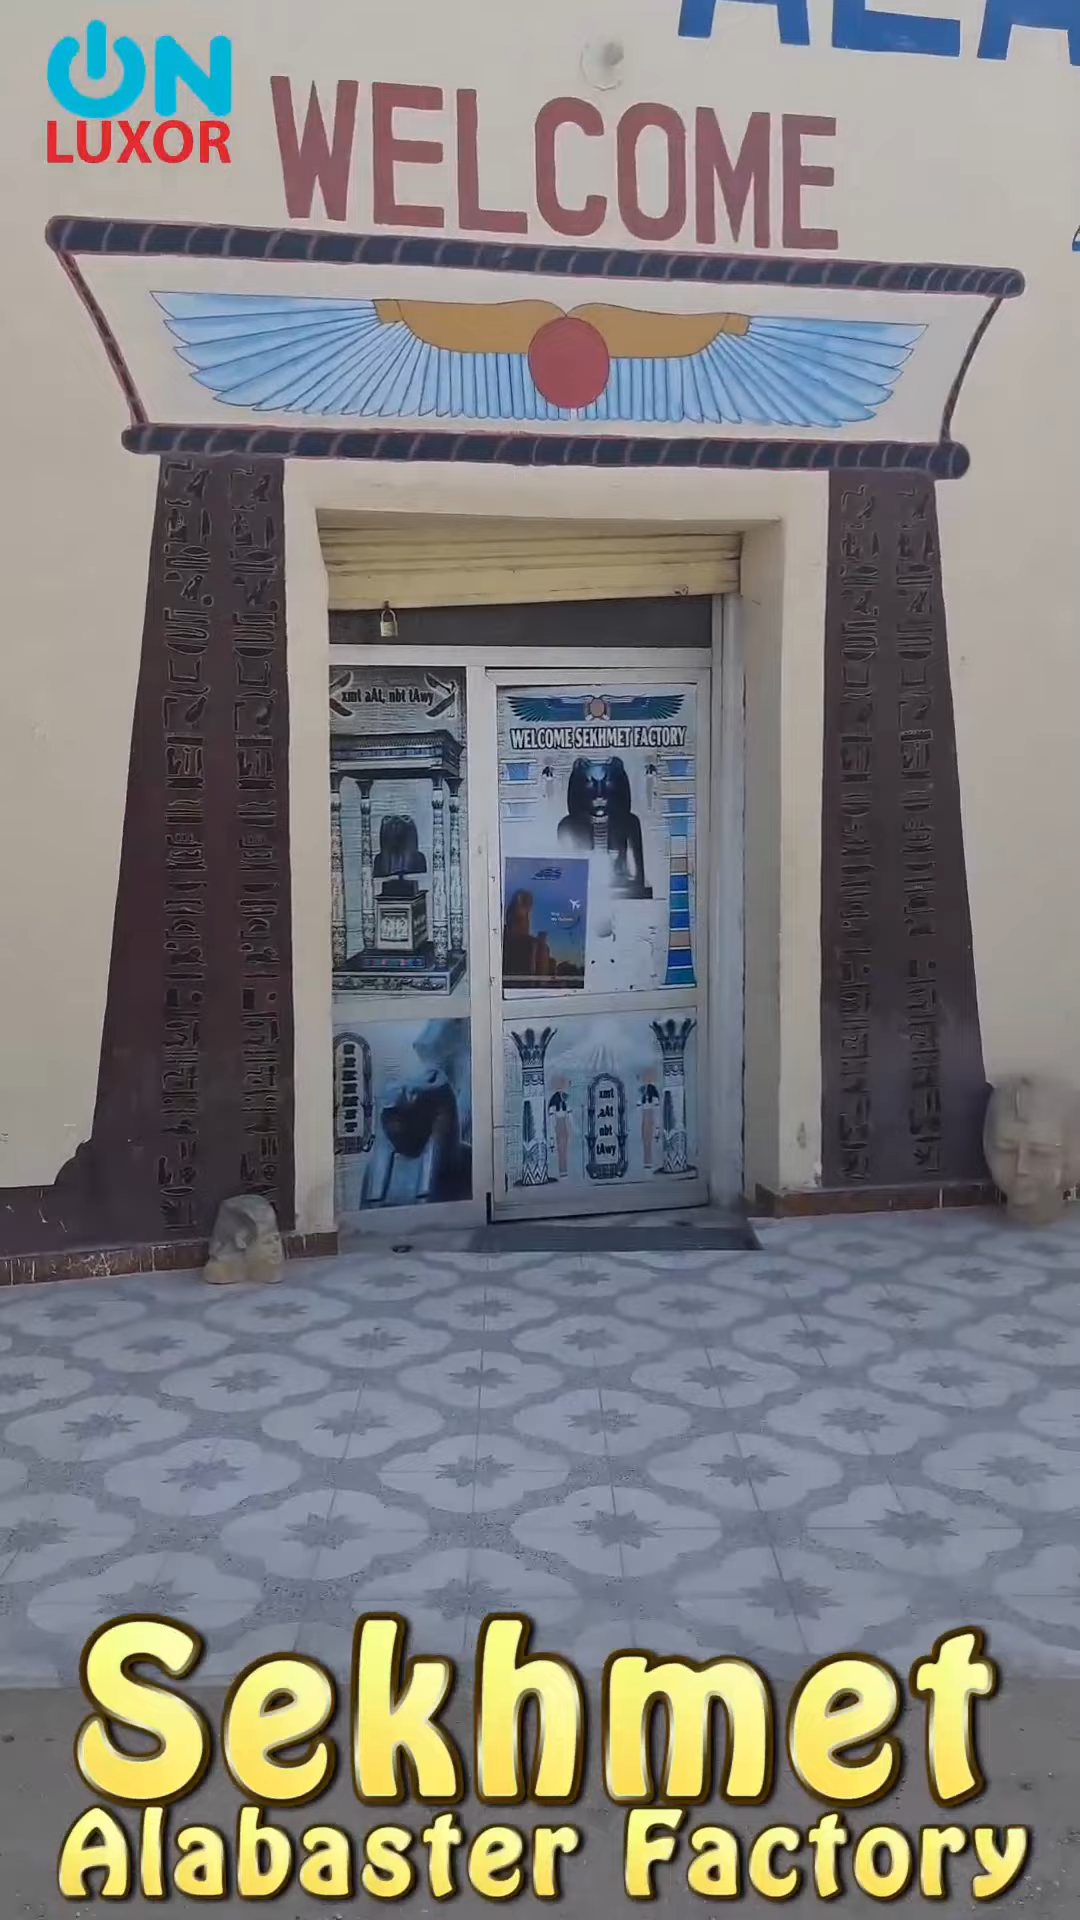 ON
LUXOR
WELCOME
xmt aAt, nbt tAwy
WELCOME SEKHMET FACTORY
xmt
aAt
nbt
tAwy
Sekhmet
Alabaster Factory